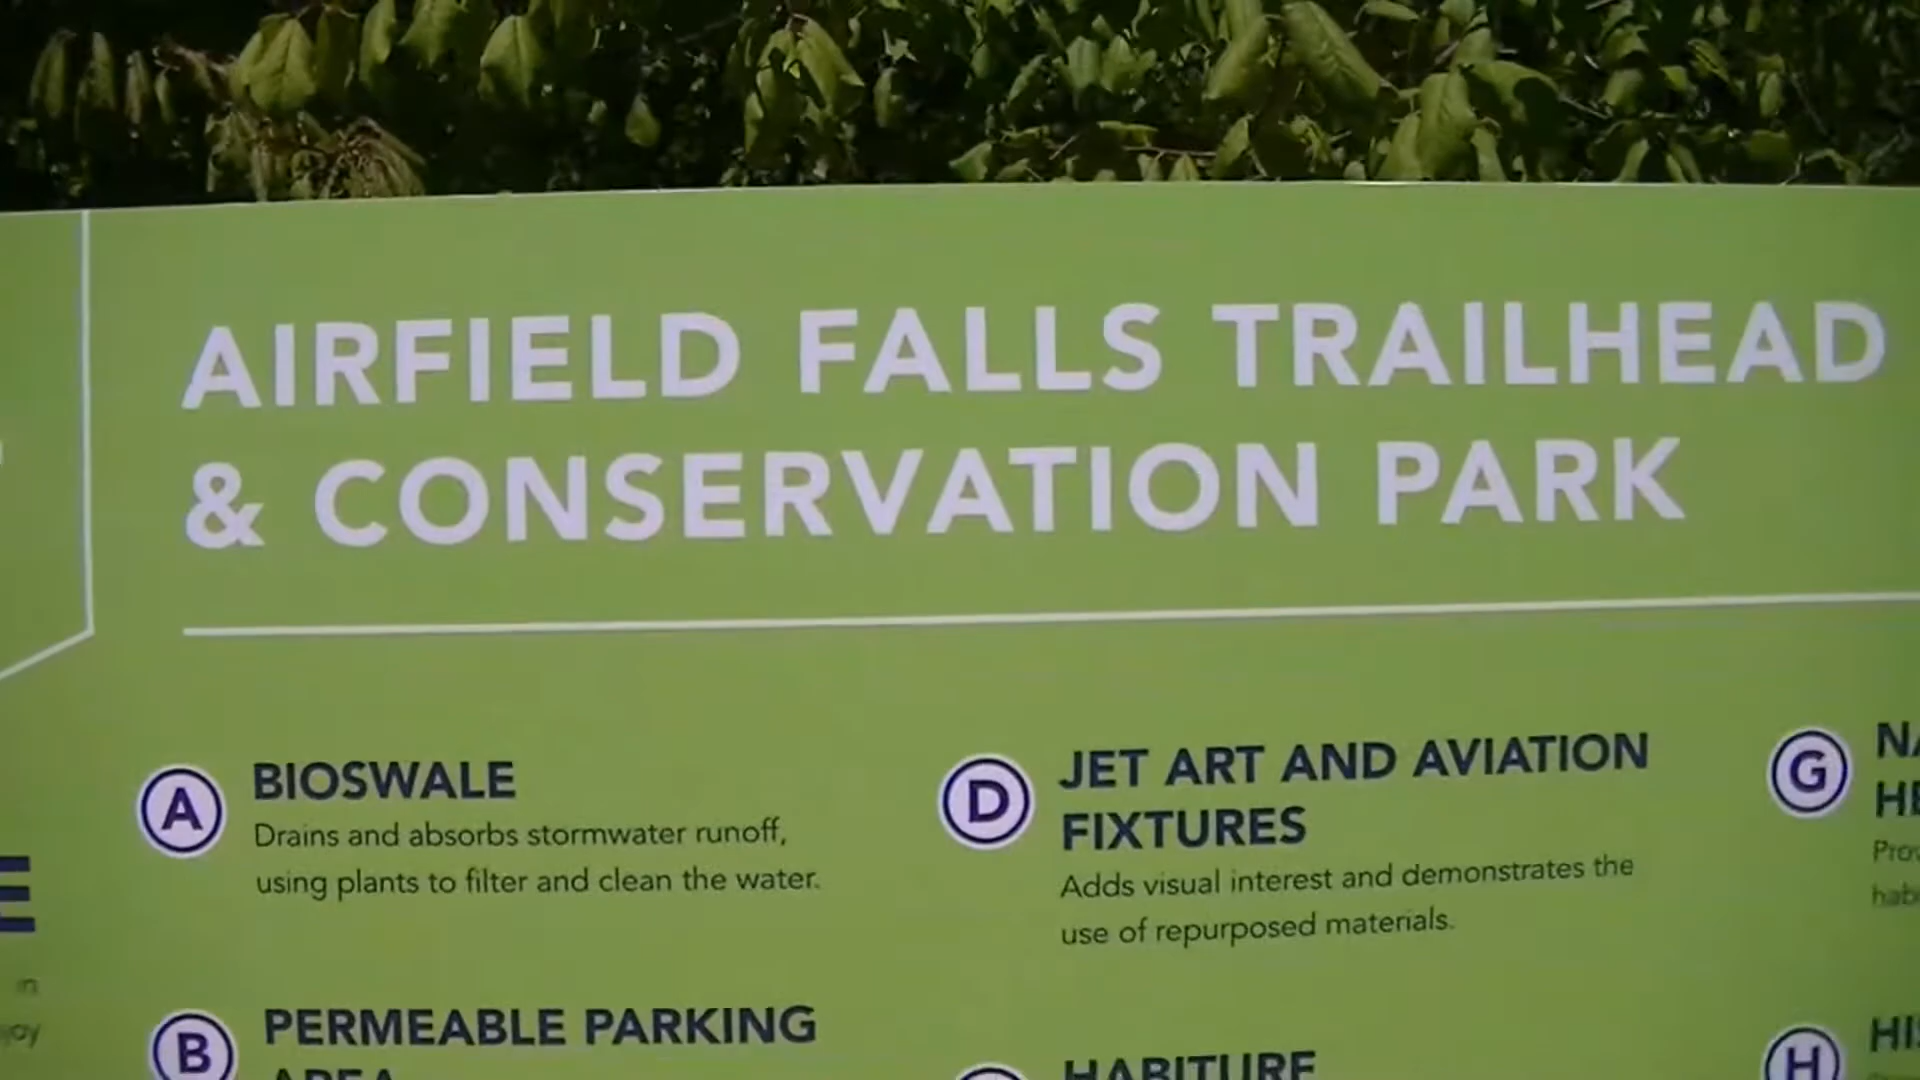 AIRFIELD FALLS TRAILHEAD
& CONSERVATION PARK
A
BIOSWALE
Drains and absorbs stormwater runoff,
using plants to filter and clean the water.
B
PERMEABLE PARKING
AREA
D
JET ART AND AVIATION
FIXTURES
Adds visual interest and demonstrates the
use of repurposed materials.
HABITURE
G
H